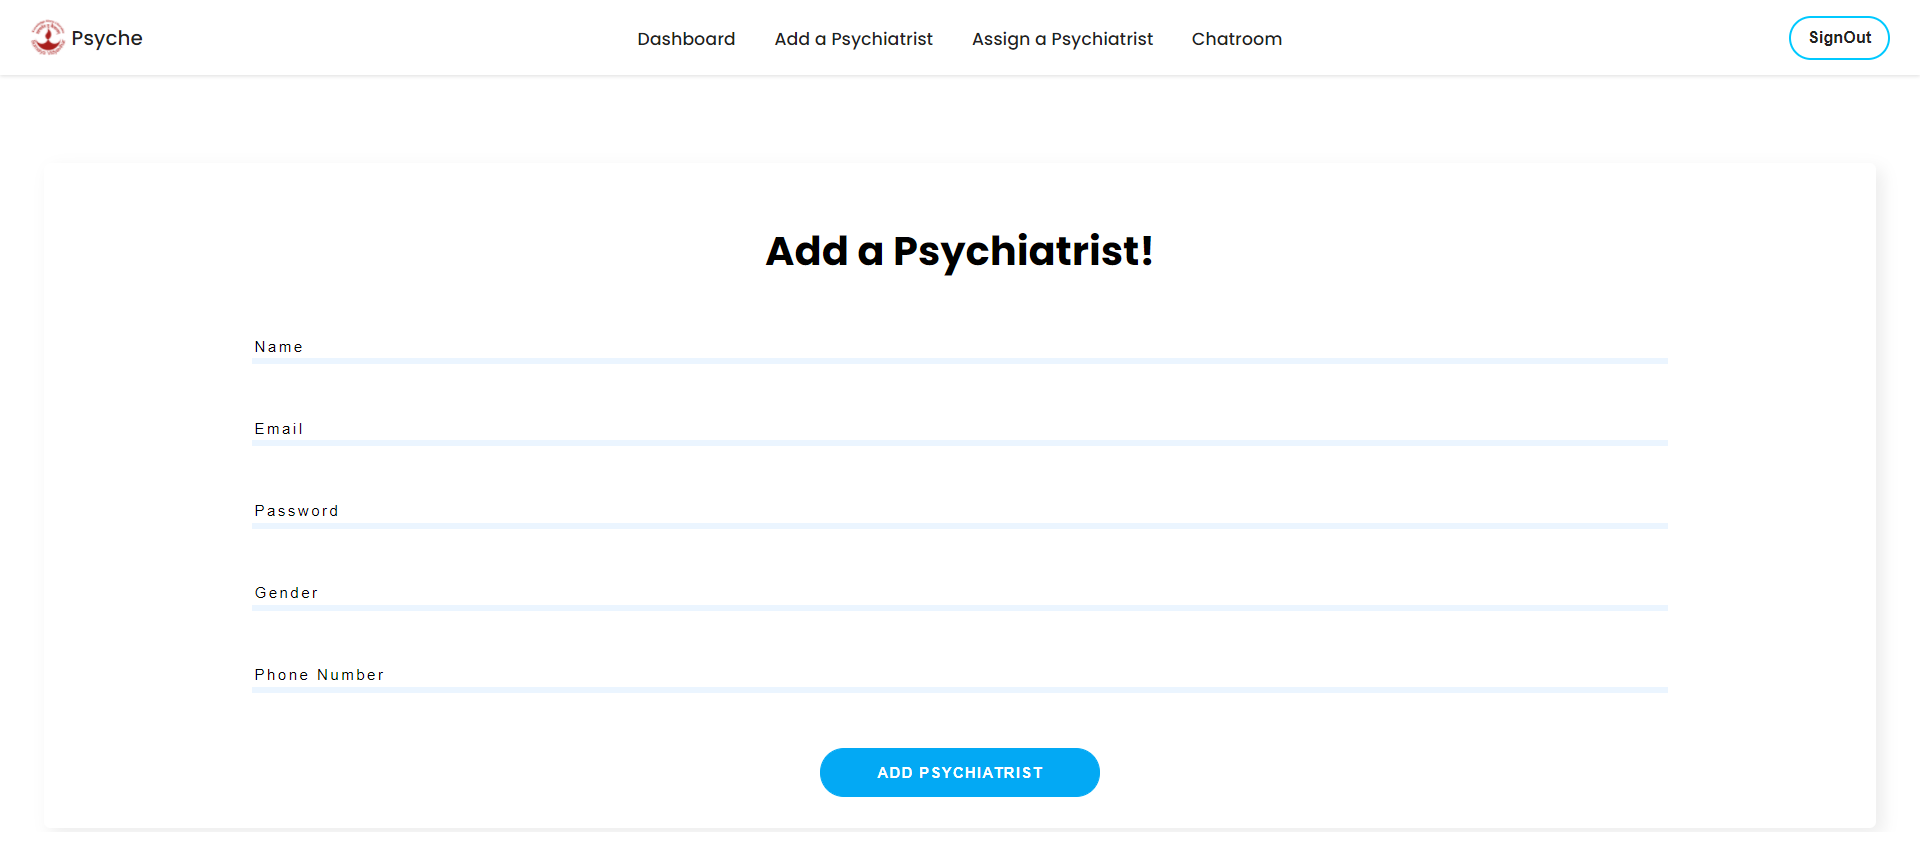 Psyche
Dashboard
Add a Psychiatrist
Assign a Psychiatrist
Chatroom
SignOut
Add a Psychiatrist!
Name
Email
Password
Gender
Phone Number
ADD PSYCHIATRIST